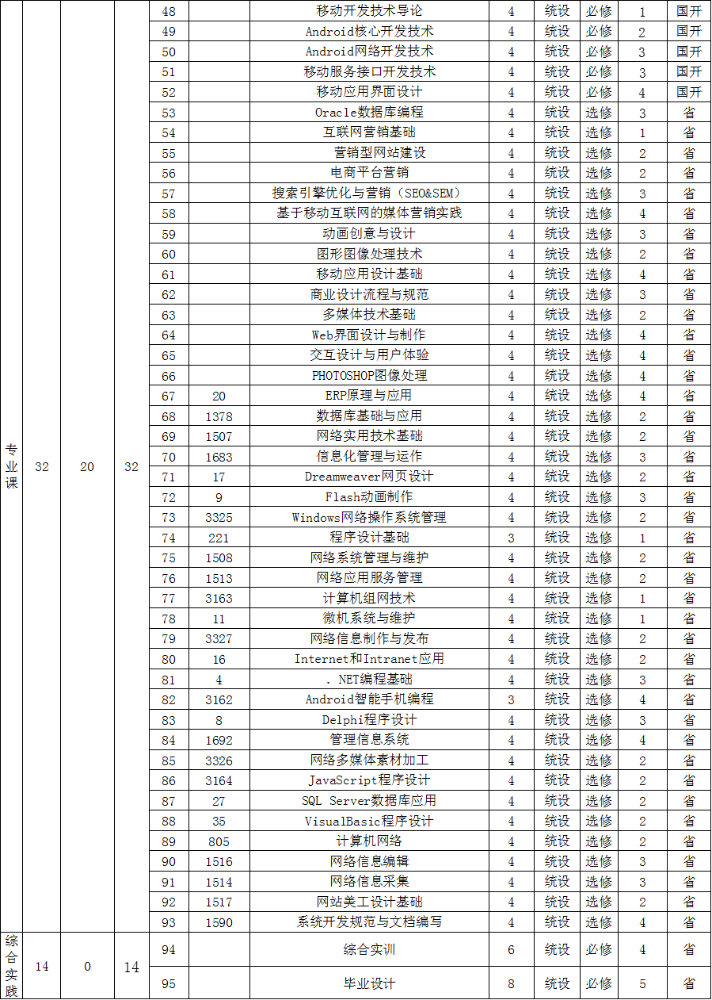 48 移动开发技术导论 4 统设 必修 1 国开
49 Android核心开发技术 4 统设 必修 2 国开
50 Android网络开发技术 4 统设 必修 3 国开
51 移动服务接口开发技术 4 统设 必修 3 国开
52 移动应用界面设计 4 统设 必修 4 国开
53 Oracle数据库编程 4 统设 选修 3 省
54 互联网营销基础 4 统设 选修 1 省
55 营销型网站建设 4 统设 选修 2 省
56 电商平台营销 4 统设 选修 2 省
57 搜索引擎优化与营销（SEO&SEM） 4 统设 选修 3 省
58 基于移动互联网的媒体营销实践 4 统设 选修 4 省
59 动画创意与设计 4 统设 选修 3 省
60 图形图像处理技术 4 统设 选修 2 省
61 移动应用设计基础 4 统设 选修 4 省
62 商业设计流程与规范 4 统设 选修 3 省
63 多媒体技术基础 4 统设 选修 2 省
64 Web界面设计与制作 4 统设 选修 4 省
65 交互设计与用户体验 4 统设 选修 4 省
66 PHOTOSHOP图像处理 4 统设 选修 4 省
67 20 ERP原理与应用 4 统设 选修 4 省
68 1378 数据库基础与应用 4 统设 选修 2 省
69 1507 网络实用技术基础 4 统设 选修 2 省
专业课 32 20 32
70 1683 信息化管理与运作 4 统设 选修 3 省
71 17 Dreamweaver网页设计 4 统设 选修 2 省
72 9 Flash动画制作 4 统设 选修 3 省
73 3325 Windows网络操作系统管理 4 统设 选修 2 省
74 221 程序设计基础 3 统设 选修 1 省
75 1508 网络系统管理与维护 4 统设 选修 2 省
76 1513 网络应用服务管理 4 统设 选修 2 省
77 3163 计算机组网技术 4 统设 选修 1 省
78 11 微机系统与维护 4 统设 选修 1 省
79 3327 网络信息制作与发布 4 统设 选修 2 省
80 16 Internet和Intranet应用 4 统设 选修 2 省
81 4 . NET编程基础 4 统设 选修 3 省
82 3162 Android智能手机编程 3 统设 选修 4 省
83 8 Delphi程序设计 4 统设 选修 3 省
84 1692 管理信息系统 4 统设 选修 4 省
85 3326 网络多媒体素材加工 4 统设 选修 2 省
86 3164 JavaScript程序设计 4 统设 选修 2 省
87 27 SQL Server数据库应用 4 统设 选修 2 省
88 35 VisualBasic程序设计 4 统设 选修 2 省
89 805 计算机网络 4 统设 选修 2 省
90 1516 网络信息编辑 4 统设 选修 3 省
91 1514 网络信息采集 4 统设 选修 3 省
92 1517 网站美工设计基础 4 统设 选修 2 省
93 1590 系统开发规范与文档编写 4 统设 选修 4 省
综合实践 14 0 14
94 综合实训 6 统设 必修 4 省
95 毕业设计 8 统设 必修 5 省